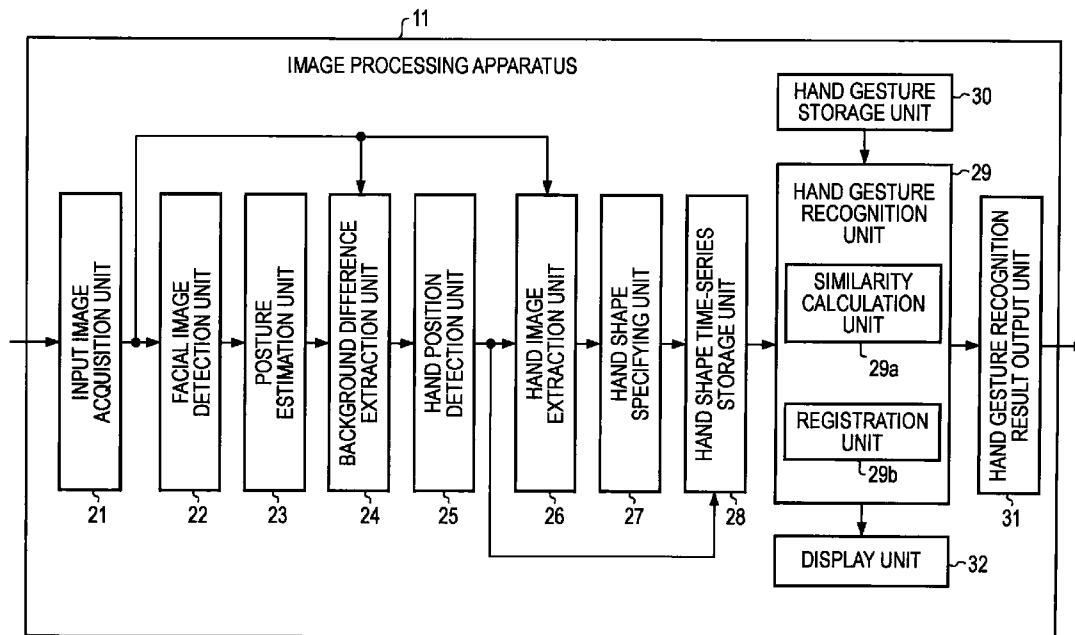 11
IMAGE PROCESSING APPARATUS
HAND GESTURE
STORAGE UNIT
30
INPUT IMAGE
ACQUISITION UNIT
21
FACIAL IMAGE
DETECTION UNIT
22
POSTURE
ESTIMATION UNIT
23
BACKGROUND DIFFERENCE
EXTRACTION UNIT
24
HAND POSITION
DETECTION UNIT
25
HAND IMAGE
EXTRACTION UNIT
26
HAND SHAPE
SPECIFYING UNIT
27
HAND SHAPE TIME-SERIES
STORAGE UNIT
28
29
HAND GESTURE
RECOGNITION
UNIT
SIMILARITY
CALCULATION
UNIT
29a
REGISTRATION
UNIT
29b
HAND GESTURE RECOGNITION
RESULT OUTPUT UNIT
31
DISPLAY UNIT
32